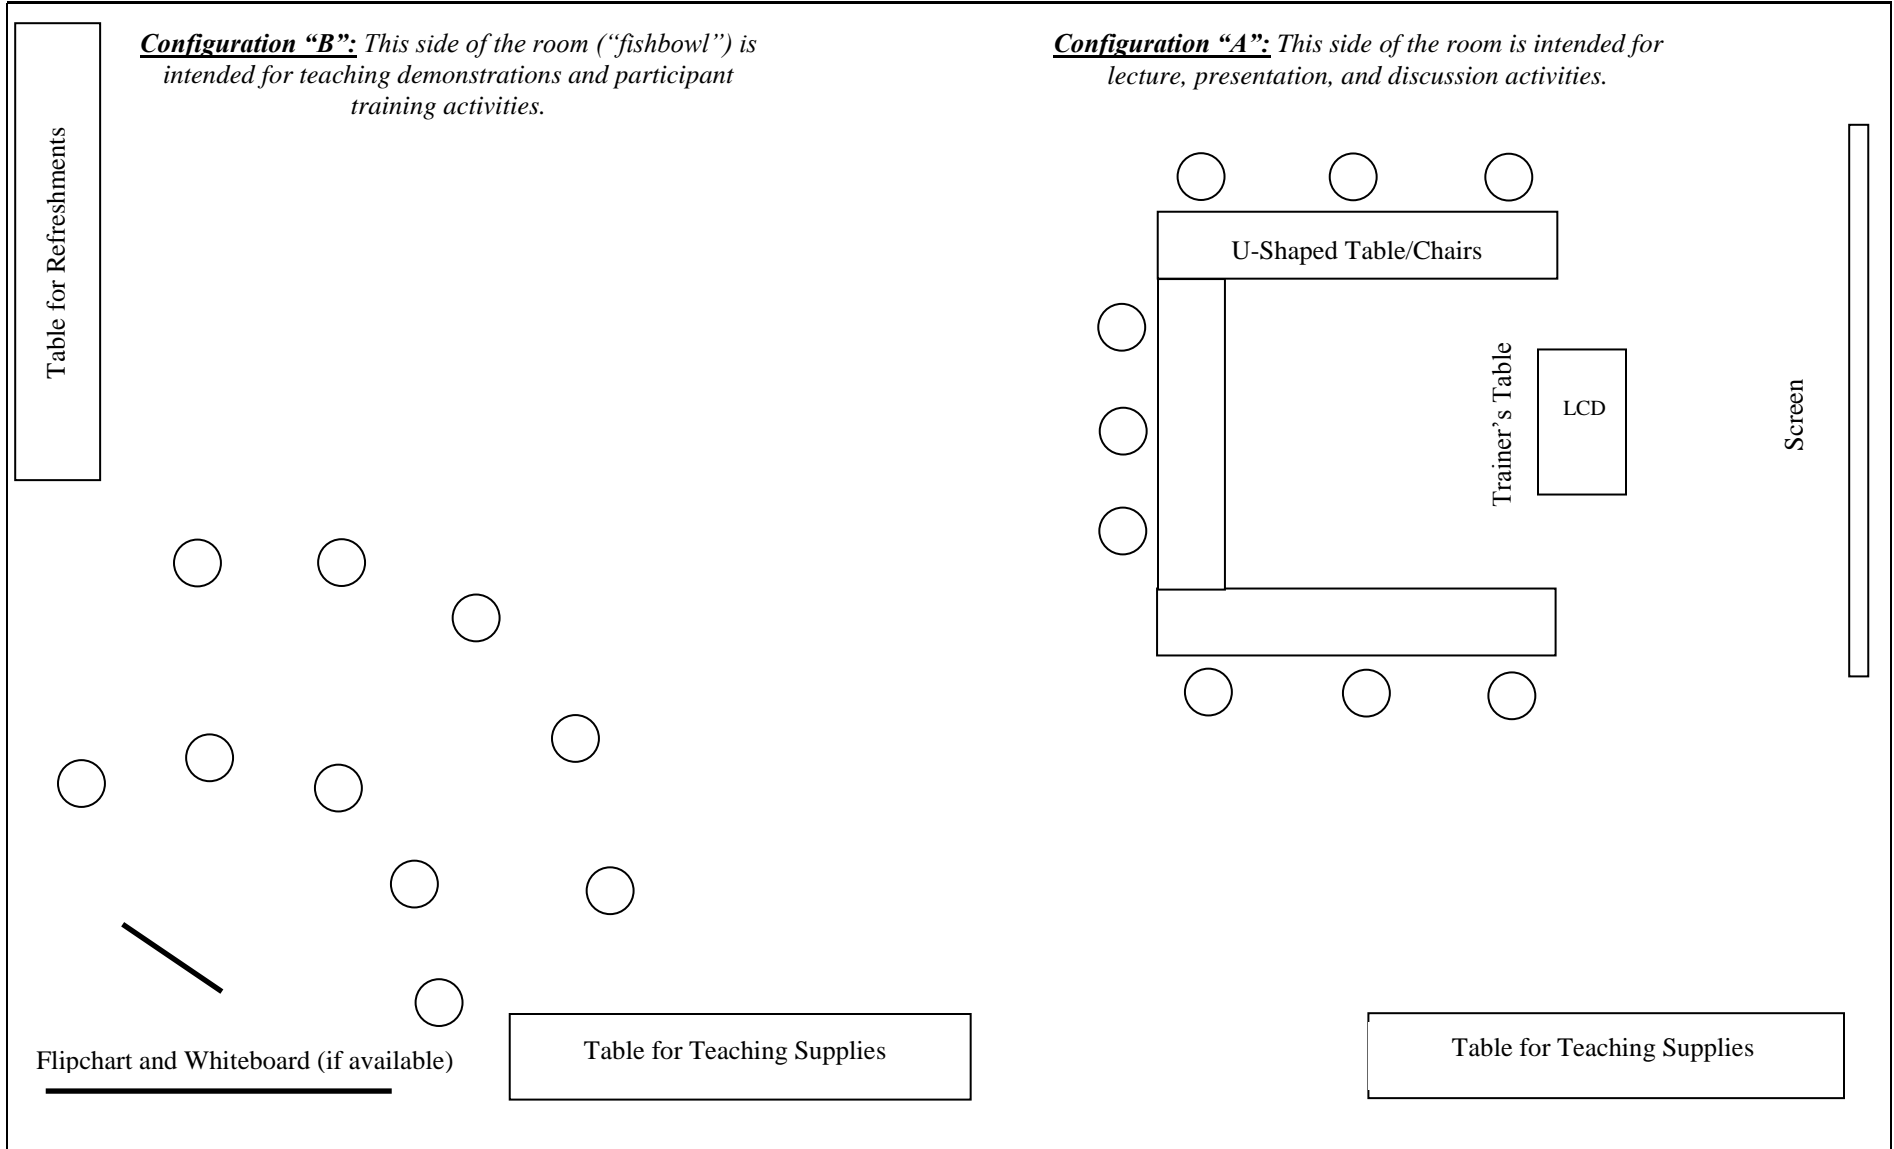 Configuration “B”: This side of the room (“fishbowl”) is
intended for teaching demonstrations and participant
training activities.
Configuration “A”: This side of the room is intended for
lecture, presentation, and discussion activities.
Table for Refreshments
U-Shaped Table/Chairs
Trainer’s Table
LCD
Screen
Flipchart and Whiteboard (if available)
Table for Teaching Supplies
Table for Teaching Supplies